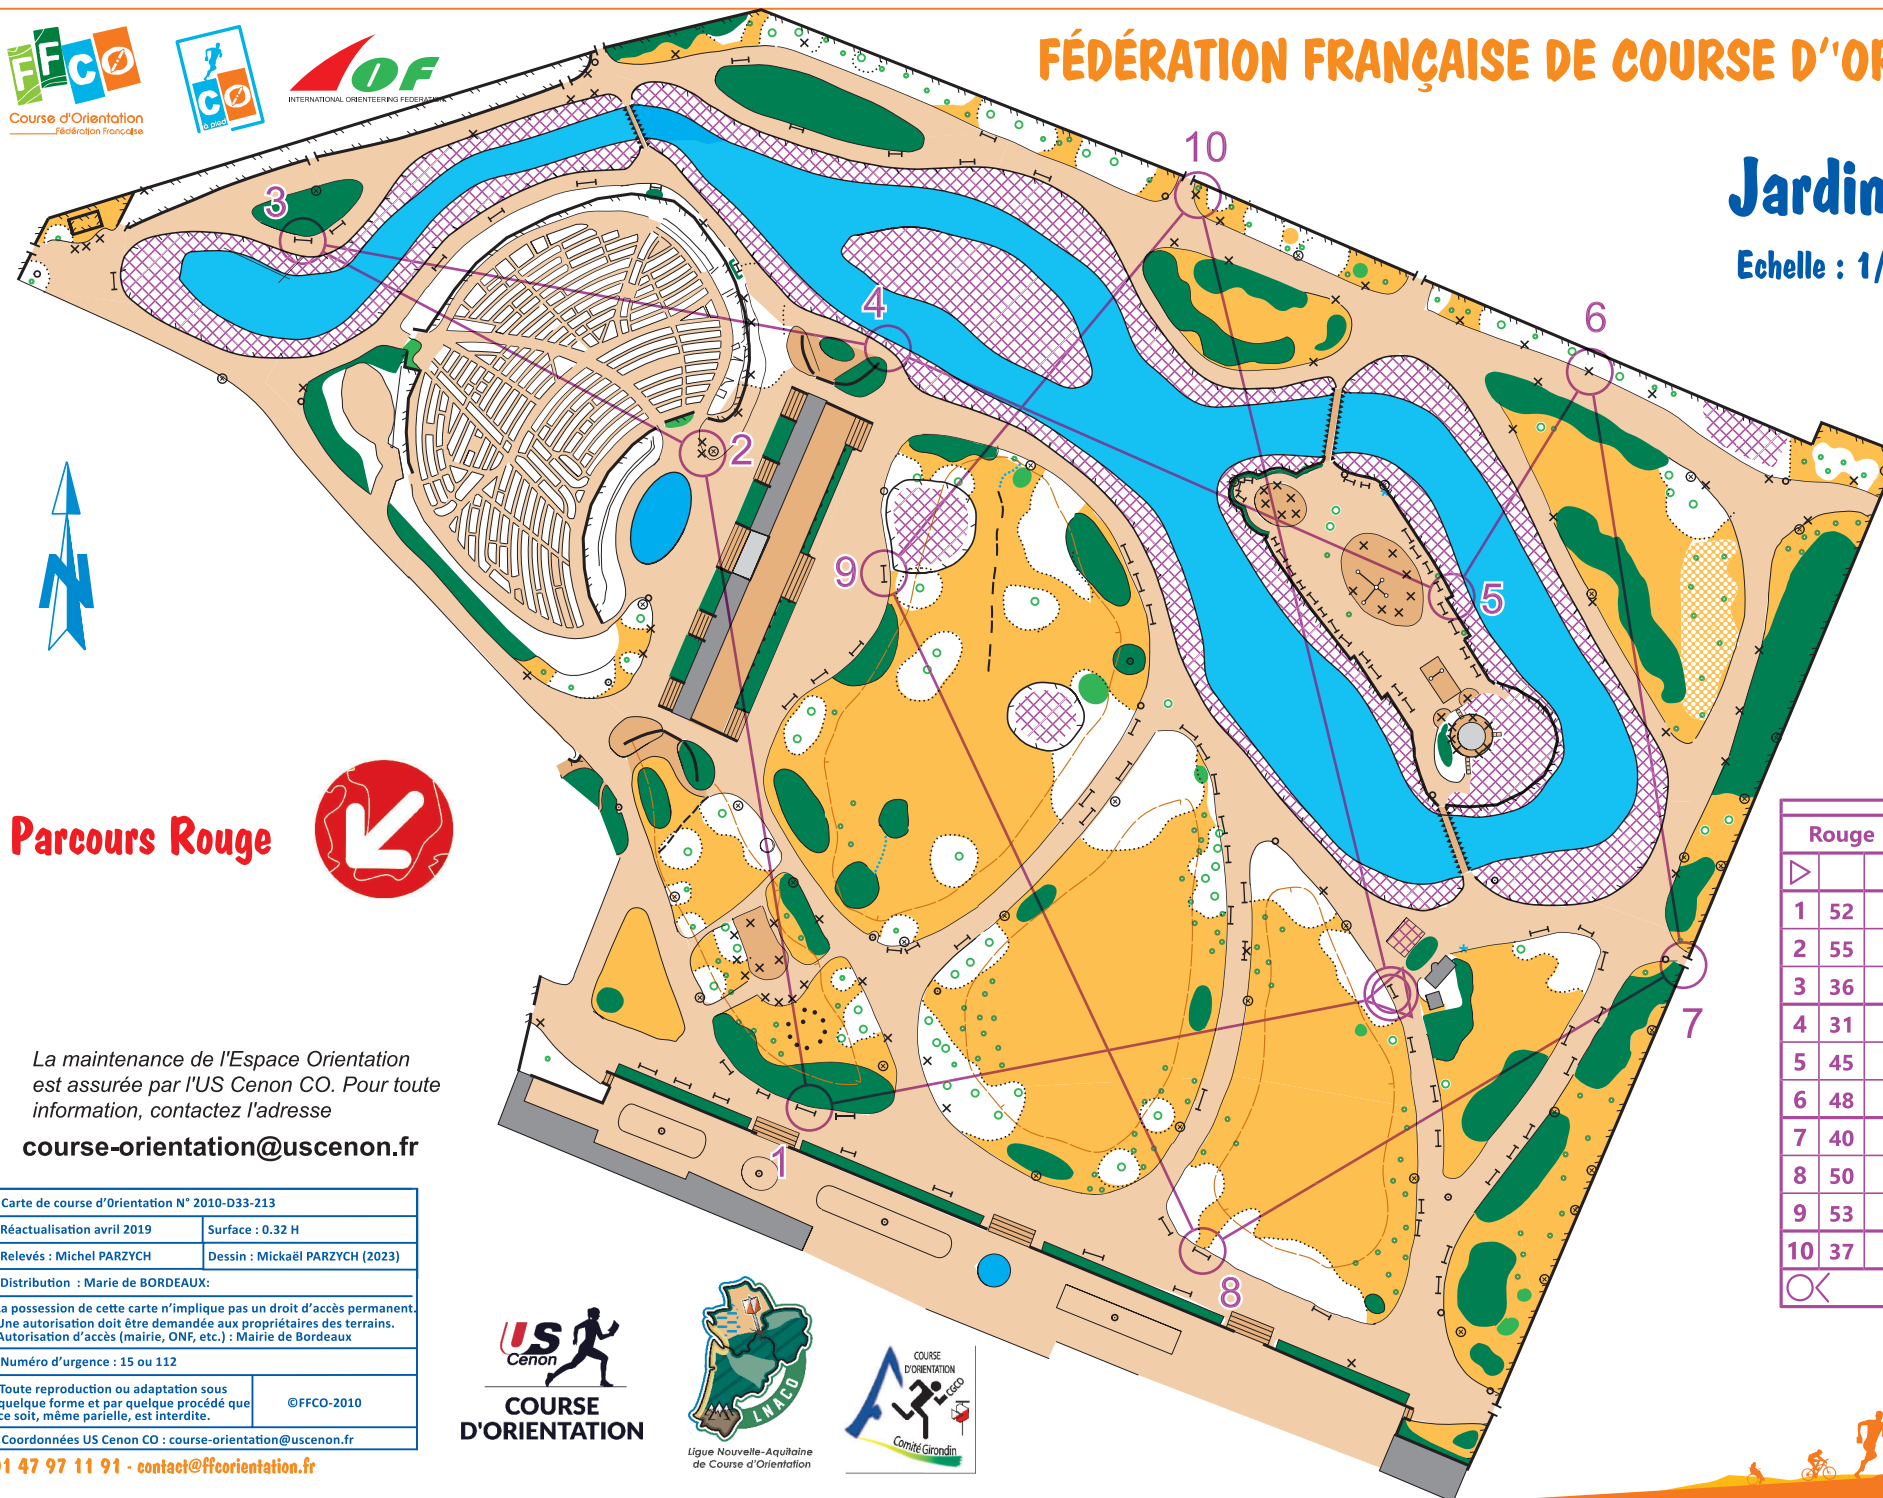 FFCO
Course d'Orientation
Fédération Française
CO
à pied
IOF
INTERNATIONAL ORIENTEERING FEDERATION
FÉDÉRATION FRANÇAISE DE COURSE D''OR
Jardin
Echelle : 1/
10
3
4
6
2
9
5
N
Parcours Rouge
7
1
8
La maintenance de l'Espace Orientation
est assurée par l'US Cenon CO. Pour toute
information, contactez l'adresse
course-orientation@uscenon.fr
Rouge
1 52
2 55
3 36
4 31
5 45
6 48
7 40
8 50
9 53
10 37
Carte de course d'Orientation N° 2010-D33-213
Réactualisation avril 2019 Surface : 0.32 H
Relevés : Michel PARZYCH Dessin : Mickaël PARZYCH (2023)
Distribution : Marie de BORDEAUX:
La possession de cette carte n'implique pas un droit d'accès permanent.
Une autorisation doit être demandée aux propriétaires des terrains.
Autorisation d'accès (mairie, ONF, etc.) : Mairie de Bordeaux
Numéro d'urgence : 15 ou 112
Toute reproduction ou adaptation sous
quelque forme et par quelque procédé que
ce soit, même parielle, est interdite.
©FFCO-2010
Coordonnées US Cenon CO : course-orientation@uscenon.fr
01 47 97 11 91 - contact@ffcorientation.fr
US
Cenon
COURSE
D'ORIENTATION
LNACO
Ligue Nouvelle-Aquitaine
de Course d'Orientation
COURSE
D'ORIENTATION
CGCO
Comité Girondin